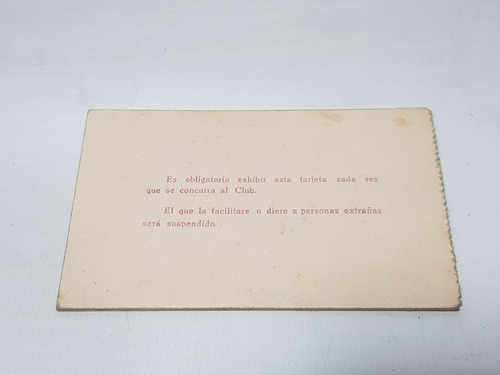 Es obligatorio exhibir esta tarjeta cada vez
que se concurra al Club.
El que la facilitare o diere a personas extrañas
será suspendido.